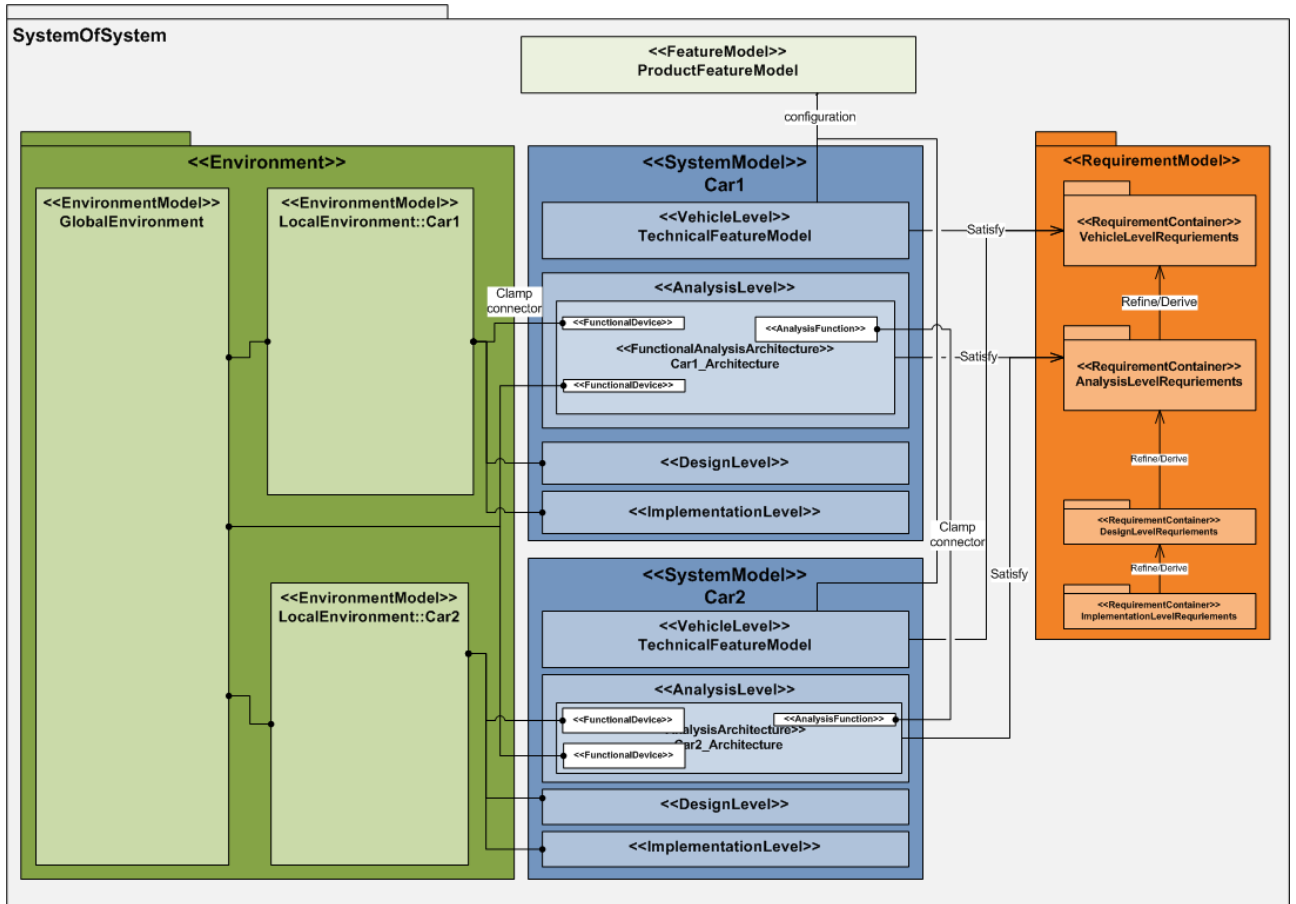 SystemOfSystem
<<FeatureModel>>
ProductFeatureModel
configuration
<<Environment>>
<<EnvironmentModel>>
GlobalEnvironment
<<EnvironmentModel>>
LocalEnvironment::Car1
<<EnvironmentModel>>
LocalEnvironment::Car2
Clamp
connector
<<SystemModel>>
Car1
<<VehicleLevel>>
TechnicalFeatureModel
<<AnalysisLevel>>
<<FunctionalDevice>>
<<AnalysisFunction>>
<<FunctionalAnalysisArchitecture>>
Car1_Architecture
<<FunctionalDevice>>
<<DesignLevel>>
<<ImplementationLevel>>
<<SystemModel>>
Car2
<<VehicleLevel>>
TechnicalFeatureModel
<<AnalysisLevel>>
<<FunctionalDevice>>
<<AnalysisFunction>>
alysisArchitecture>>
Car2_Architecture
<<FunctionalDevice>>
<<DesignLevel>>
<<ImplementationLevel>>
Satisfy
Satisfy
Clamp
connector
Satisfy
<<RequirementModel>>
<<RequirementContainer>>
VehicleLevelRequriements
Refine/Derive
<<RequirementContainer>>
AnalysisLevelRequriements
Refine/Derive
<<RequirementContainer>>
DesignLevelRequriements
Refine/Derive
<<RequirementContainer>>
ImplementationLevelRequriements